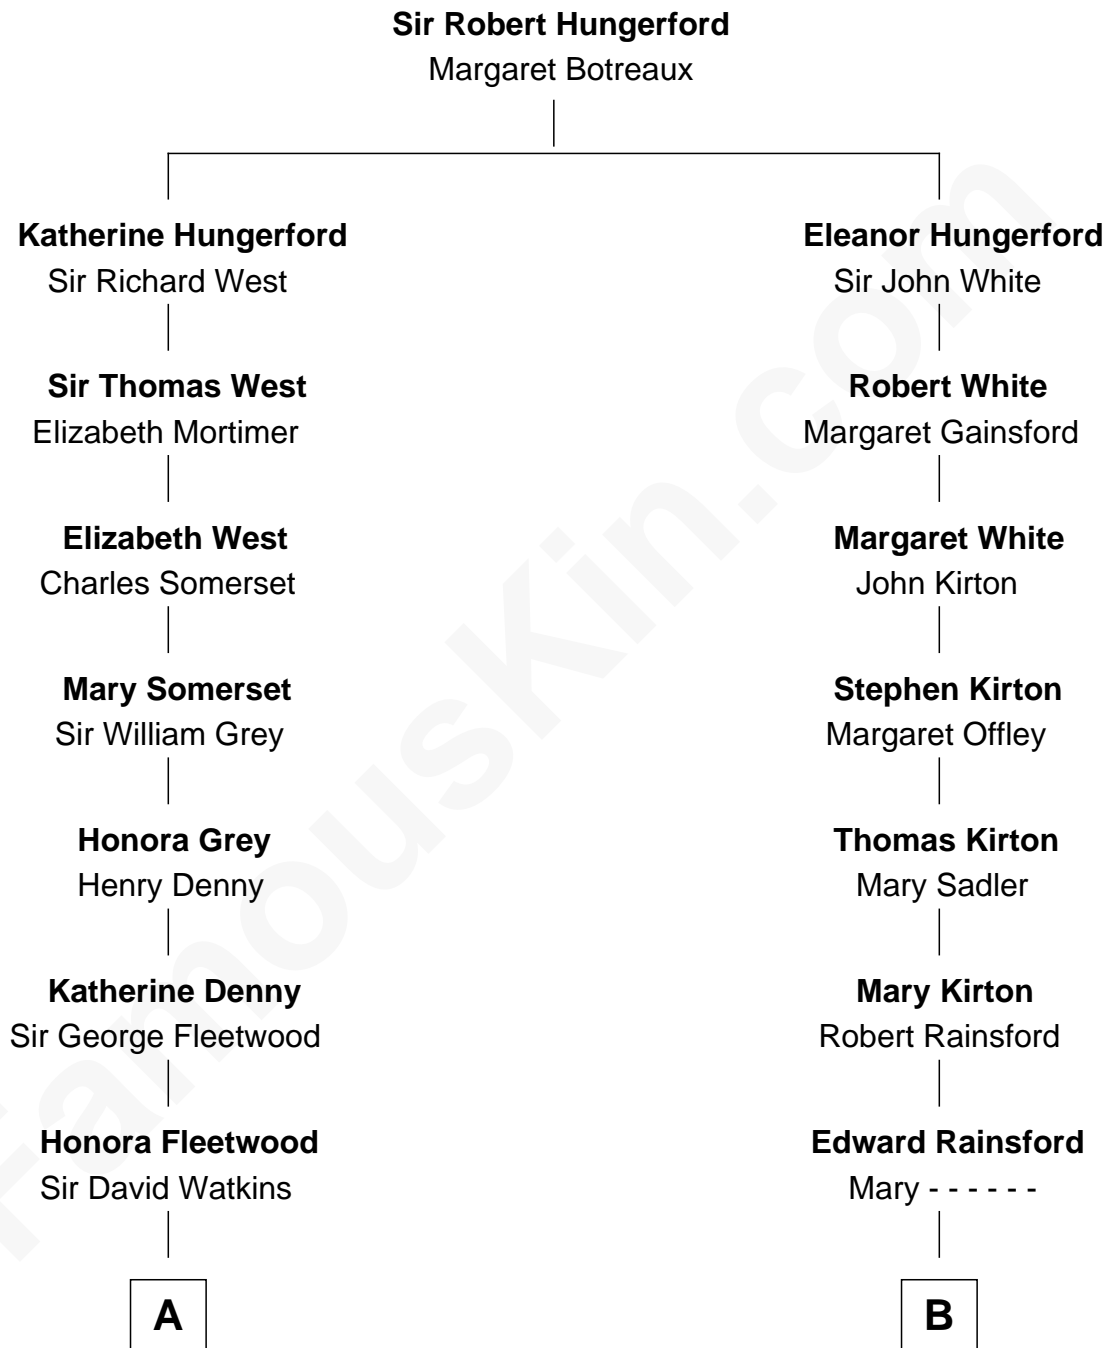 Sir Robert Hungerford
Margaret Botreaux
Katherine Hungerford
Sir Richard West
Eleanor Hungerford
Sir John White
Sir Thomas West
Elizabeth Mortimer
Robert White
Margaret Gainsford
Elizabeth West
Charles Somerset
Margaret White
John Kirton
Mary Somerset
Sir William Grey
Stephen Kirton
Margaret Offley
Honora Grey
Henry Denny
Thomas Kirton
Mary Sadler
Katherine Denny
Sir George Fleetwood
Mary Kirton
Robert Rainsford
Honora Fleetwood
Sir David Watkins
Edward Rainsford
Mary - - - - - -
A
B
FamousKin.com